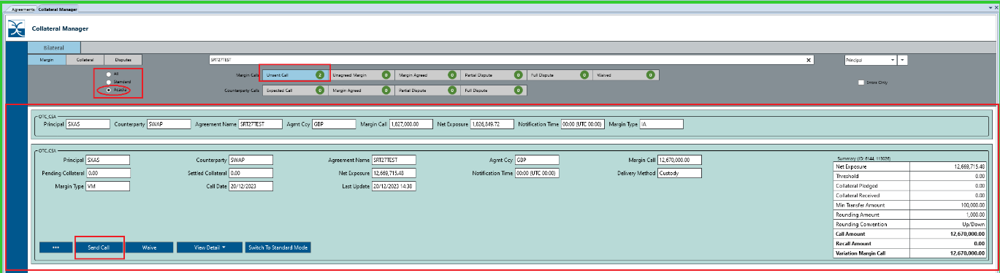 Agreements Collateral Manager
Collateral Manager
Bilateral
Margin Collateral Disputes
SRT27TEST
Principal
All
Standard
Acadia
Margin Calls Unsent Call 2 Unagreed Margin 0 Margin Agreed 0 Partial Dispute 0 Full Dispute 0 Waived 0
Counterparty Calls Expected Call 0 Margin Agreed 0 Partial Dispute 0 Full Dispute 0
Errors Only
OTC_CSA
Principal SXAS Counterparty SWAP Agreement Name SRT27TEST Agmt Ccy GBP Margin Call 1,827,000.00 Net Exposure 1,826,849.72 Notification Time 00:00 (UTC 00:00) Margin Type IA
OTC_CSA
Principal SXAS Counterparty SWAP Agreement Name SRT27TEST Agmt Ccy GBP Margin Call 12,670,000.00
Pending Collateral 0.00 Settled Collateral 0.00 Net Exposure 12,669,715.48 Notification Time 00:00 (UTC 00:00) Delivery Method Custody
Margin Type VM Call Date 20/12/2023 Last Update 20/12/2023 14:38
Summary (ID: 6144, 113026)
Net Exposure 12,669,715.48
Threshold 0.00
Collateral Pledged 0.00
Collateral Received 0.00
Min Transfer Amount 100,000.00
Rounding Amount 1,000.00
Rounding Convention Up/Down
Call Amount 12,670,000.00
Recall Amount 0.00
Variation Margin Call 12,670,000.00
••• Send Call Waive View Detail Switch To Standard Mode